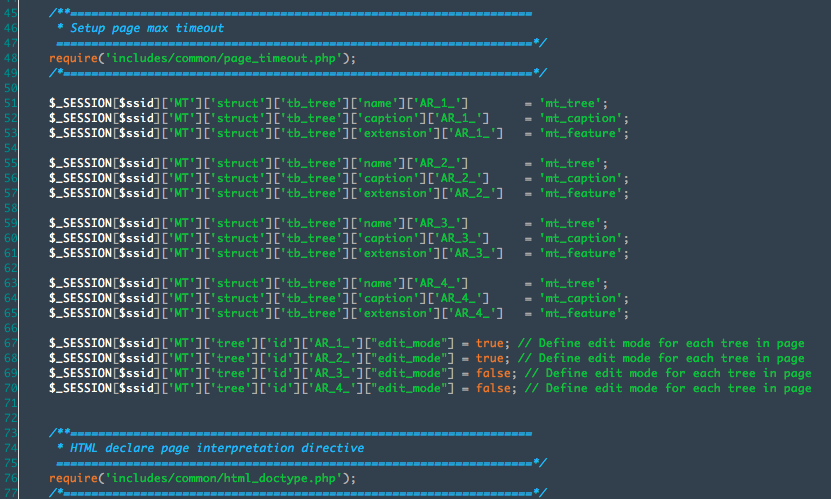 45 /**===================================================================
46  * Setup page max timeout
47  ====================================================================*/
48 require('includes/common/page_timeout.php');
49 /*====================================================================*/
50
51 $_SESSION[$ssid]['MT']['struct']['tb_tree']['name']['AR_1_']        = 'mt_tree';
52 $_SESSION[$ssid]['MT']['struct']['tb_tree']['caption']['AR_1_']     = 'mt_caption';
53 $_SESSION[$ssid]['MT']['struct']['tb_tree']['extension']['AR_1_']   = 'mt_feature';
54
55 $_SESSION[$ssid]['MT']['struct']['tb_tree']['name']['AR_2_']        = 'mt_tree';
56 $_SESSION[$ssid]['MT']['struct']['tb_tree']['caption']['AR_2_']     = 'mt_caption';
57 $_SESSION[$ssid]['MT']['struct']['tb_tree']['extension']['AR_2_']   = 'mt_feature';
58
59 $_SESSION[$ssid]['MT']['struct']['tb_tree']['name']['AR_3_']        = 'mt_tree';
60 $_SESSION[$ssid]['MT']['struct']['tb_tree']['caption']['AR_3_']     = 'mt_caption';
61 $_SESSION[$ssid]['MT']['struct']['tb_tree']['extension']['AR_3_']   = 'mt_feature';
62
63 $_SESSION[$ssid]['MT']['struct']['tb_tree']['name']['AR_4_']        = 'mt_tree';
64 $_SESSION[$ssid]['MT']['struct']['tb_tree']['caption']['AR_4_']     = 'mt_caption';
65 $_SESSION[$ssid]['MT']['struct']['tb_tree']['extension']['AR_4_']   = 'mt_feature';
66
67 $_SESSION[$ssid]['MT']['tree']['id']['AR_1_']["edit_mode"] = true; // Define edit mode for each tree in page
68 $_SESSION[$ssid]['MT']['tree']['id']['AR_2_']["edit_mode"] = true; // Define edit mode for each tree in page
69 $_SESSION[$ssid]['MT']['tree']['id']['AR_3_']["edit_mode"] = false; // Define edit mode for each tree in page
70 $_SESSION[$ssid]['MT']['tree']['id']['AR_4_']["edit_mode"] = false; // Define edit mode for each tree in page
71
72
73 /**===================================================================
74  * HTML declare page interpretation directive
75  ====================================================================*/
76 require('includes/common/html_doctype.php');
77 /*====================================================================*/